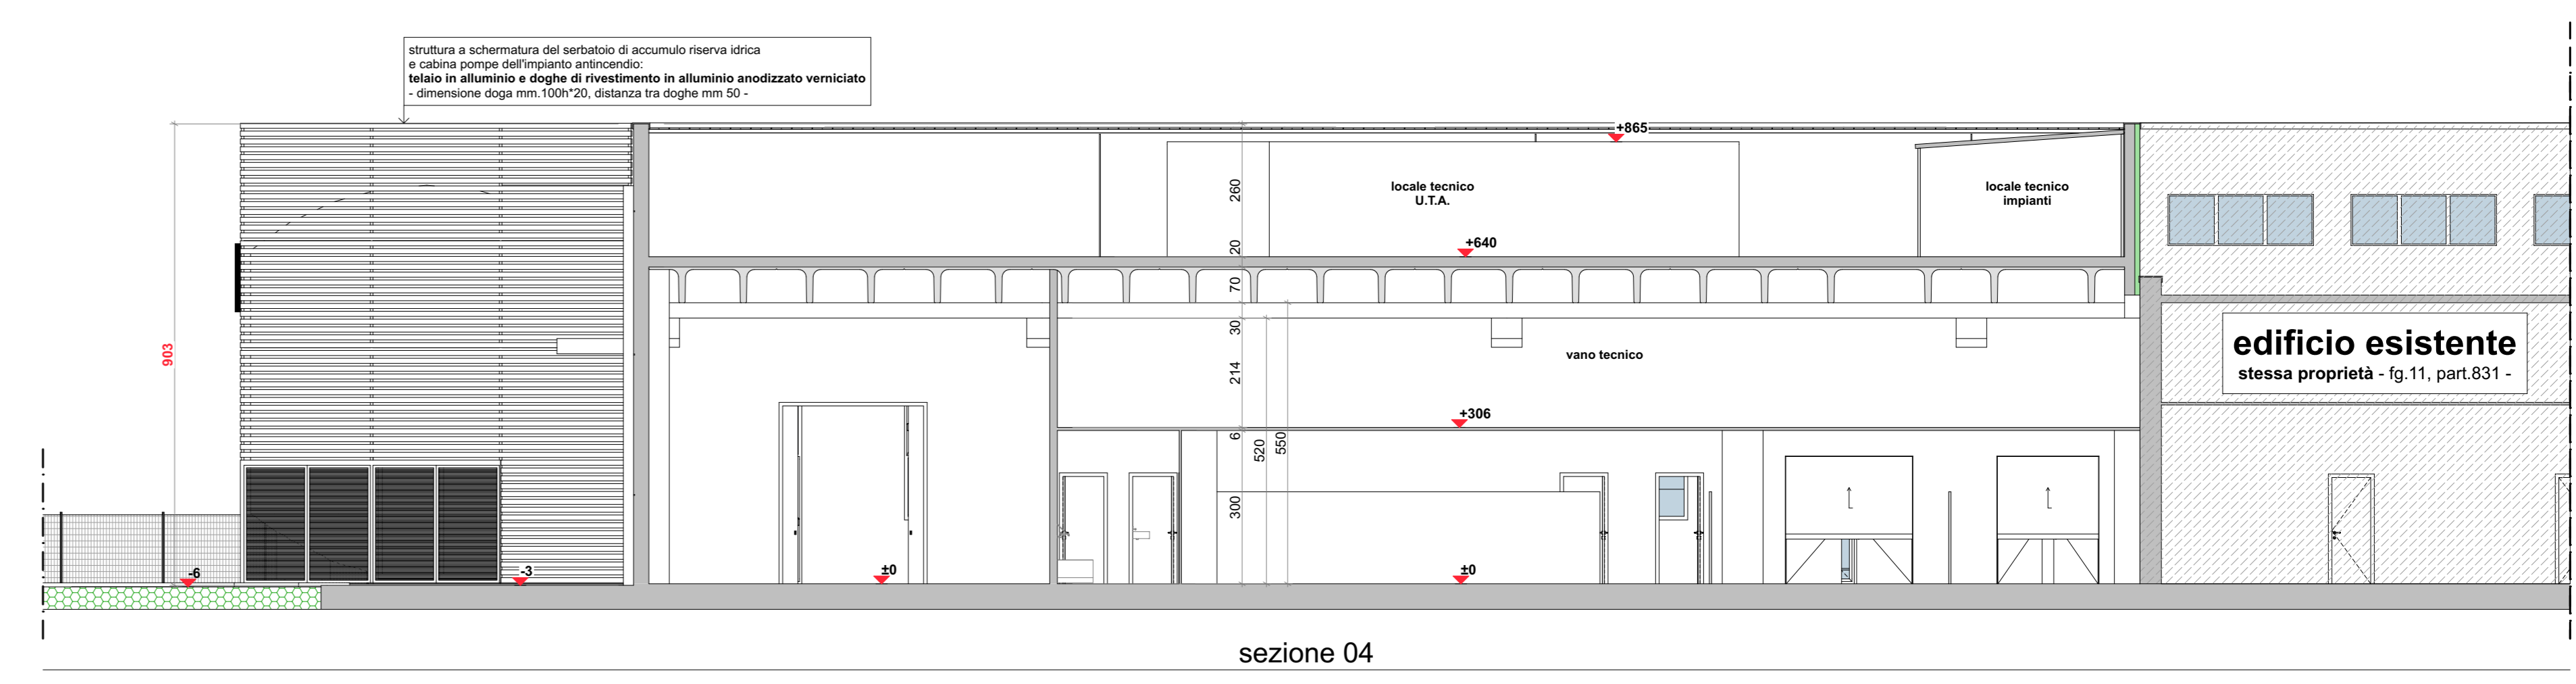 struttura a schermatura del serbatoio di accumulo riserva idrica
e cabina pompe dell'impianto antincendio:
telaio in alluminio e doghe di rivestimento in alluminio anodizzato verniciato
- dimensione doga mm.100h*20, distanza tra doghe mm 50 -
+865
260
locale tecnico
U.T.A.
locale tecnico
impianti
20
+640
70
30
903
214
vano tecnico
edificio esistente
stessa proprietà - fg.11, part.831 -
+306
6
520
550
300
-6
-3
±0
±0
sezione 04